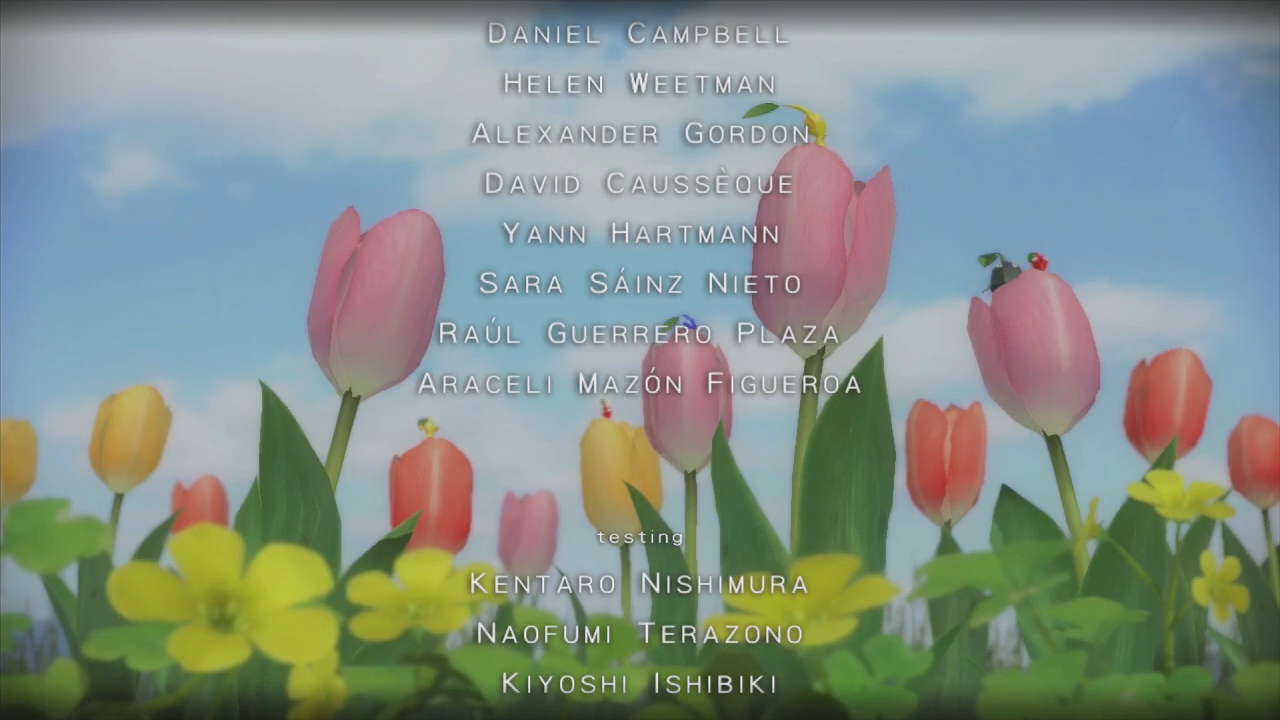 DANIEL CAMPBELL
HELEN WEETMAN
ALEXANDER GORDON
DAVID CAUSSÈQUE
YANN HARTMANN
SARA SÁINZ NIETO
RAÚL GUERRERO PLAZA
ARACELI MAZÓN FIGUEROA
testing
KENTARO NISHIMURA
NAOFUMI TERAZONO
KIYOSHI ISHIBIKI